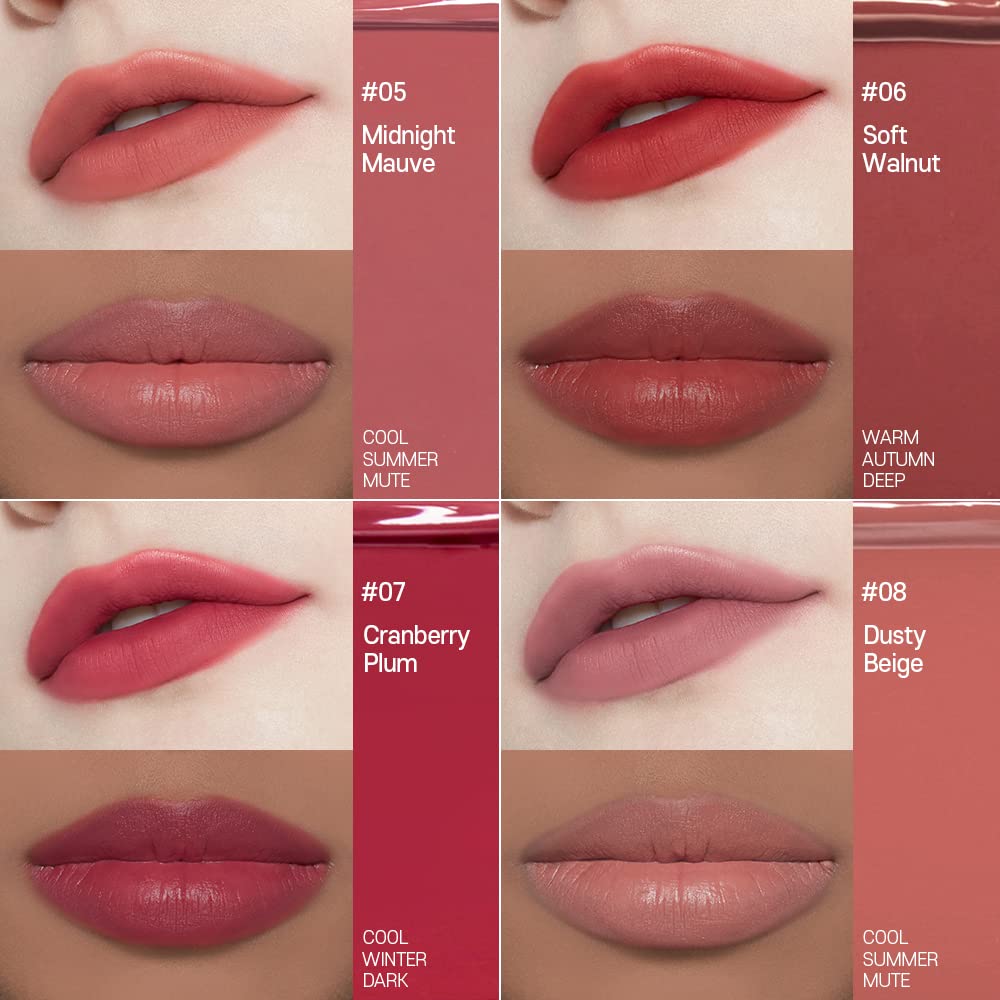 #05
Midnight
Mauve
COOL
SUMMER
MUTE
#06
Soft
Walnut
WARM
AUTUMN
DEEP
#07
Cranberry
Plum
COOL
WINTER
DARK
#08
Dusty
Beige
COOL
SUMMER
MUTE